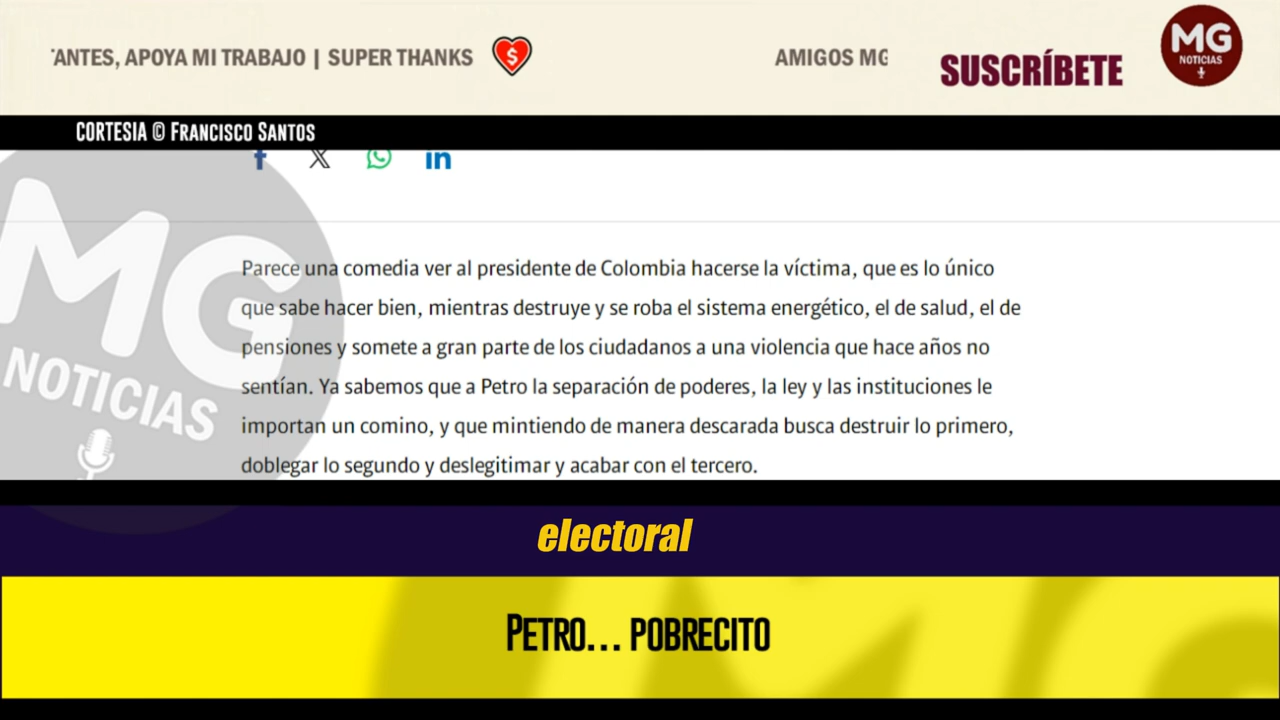 TANTES, APOYA MI TRABAJO | SUPER THANKS
$
AMIGOS MG
SUSCRÍBETE
MG
NOTICIAS
CORTESIA © FRANCISCO SANTOS
f X in
Parece una comedia ver al presidente de Colombia hacerse la víctima, que es lo único
que sabe hacer bien, mientras destruye y se roba el sistema energético, el de salud, el de
pensiones y somete a gran parte de los ciudadanos a una violencia que hace años no
sentían. Ya sabemos que a Petro la separación de poderes, la ley y las instituciones le
importan un comino, y que mintiendo de manera descarada busca destruir lo primero,
doblegar lo segundo y deslegitimar y acabar con el tercero.
MG
NOTICIAS
electoral
PETRO... POBRECITO